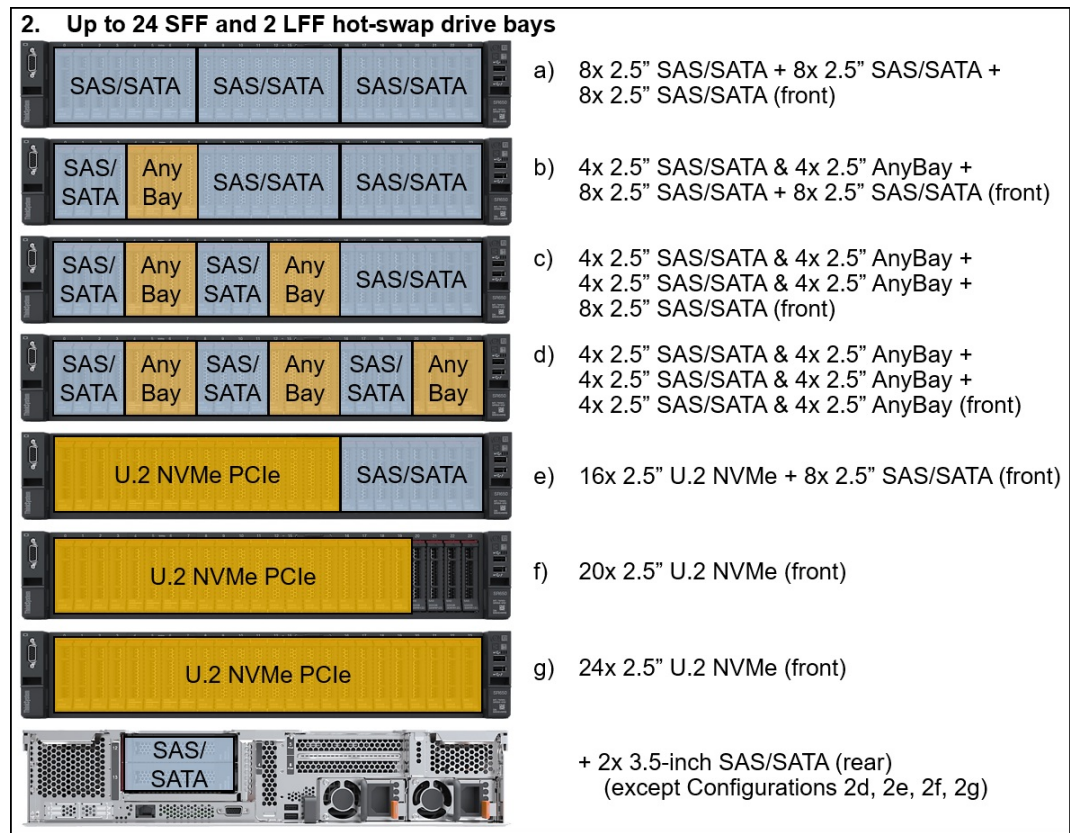 2. Up to 24 SFF and 2 LFF hot-swap drive bays
SAS/SATA SAS/SATA SAS/SATA
a) 8x 2.5” SAS/SATA + 8x 2.5” SAS/SATA +
8x 2.5” SAS/SATA (front)
SAS/
SATA
Any
Bay
SAS/SATA SAS/SATA
b) 4x 2.5” SAS/SATA & 4x 2.5” AnyBay +
8x 2.5” SAS/SATA + 8x 2.5” SAS/SATA (front)
SAS/
SATA
Any
Bay
SAS/
SATA
Any
Bay
SAS/SATA
c) 4x 2.5” SAS/SATA & 4x 2.5” AnyBay +
4x 2.5” SAS/SATA & 4x 2.5” AnyBay +
8x 2.5” SAS/SATA (front)
SAS/
SATA
Any
Bay
SAS/
SATA
Any
Bay
SAS/
SATA
Any
Bay
d) 4x 2.5” SAS/SATA & 4x 2.5” AnyBay +
4x 2.5” SAS/SATA & 4x 2.5” AnyBay +
4x 2.5” SAS/SATA & 4x 2.5” AnyBay (front)
U.2 NVMe PCIe SAS/SATA
e) 16x 2.5” U.2 NVMe + 8x 2.5” SAS/SATA (front)
U.2 NVMe PCIe
f) 20x 2.5” U.2 NVMe (front)
U.2 NVMe PCIe
g) 24x 2.5” U.2 NVMe (front)
SAS/
SATA
+ 2x 3.5-inch SAS/SATA (rear)
(except Configurations 2d, 2e, 2f, 2g)